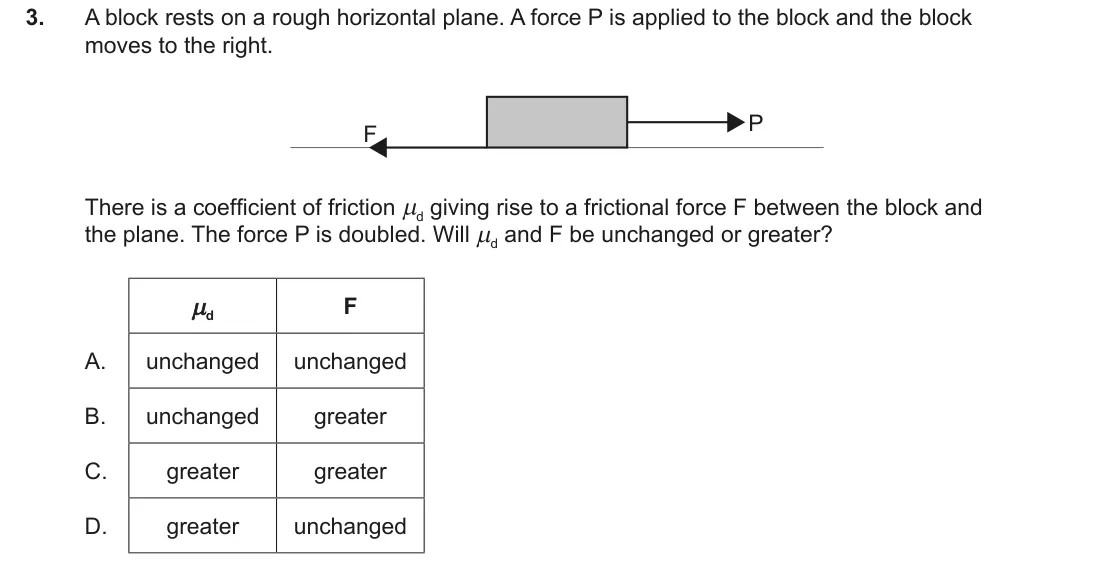 3. A block rests on a rough horizontal plane. A force P is applied to the block and the block
moves to the right.
F
P
There is a coefficient of friction μd giving rise to a frictional force F between the block and
the plane. The force P is doubled. Will μd and F be unchanged or greater?
μd F
A. unchanged unchanged
B. unchanged greater
C. greater greater
D. greater unchanged